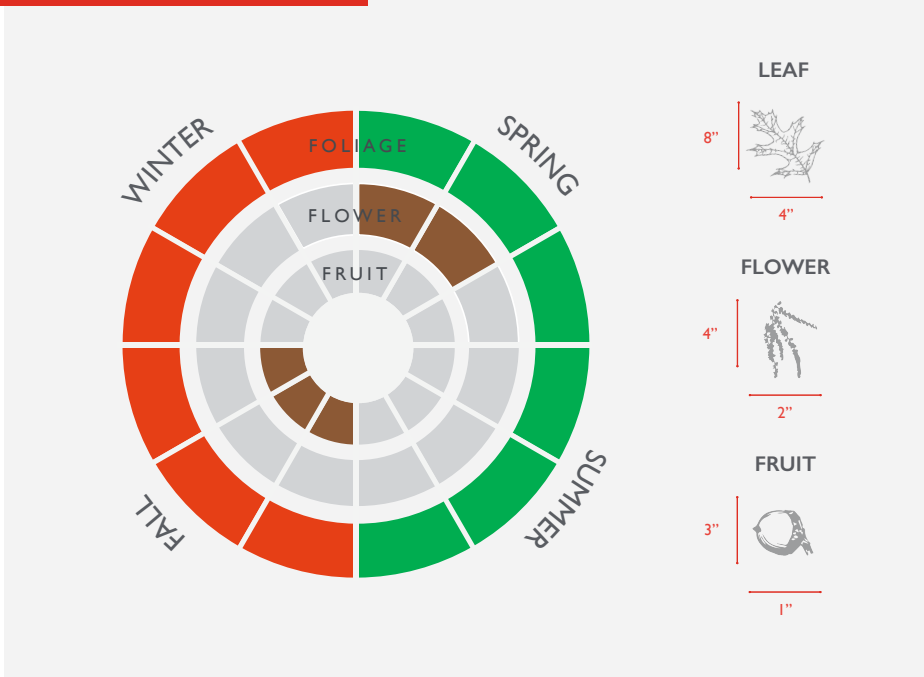 WINTER
SPRING
FOLIAGE
FLOWER
FRUIT
FALL
SUMMER
LEAF
8”
4”
FLOWER
4”
2”
FRUIT
3”
1”